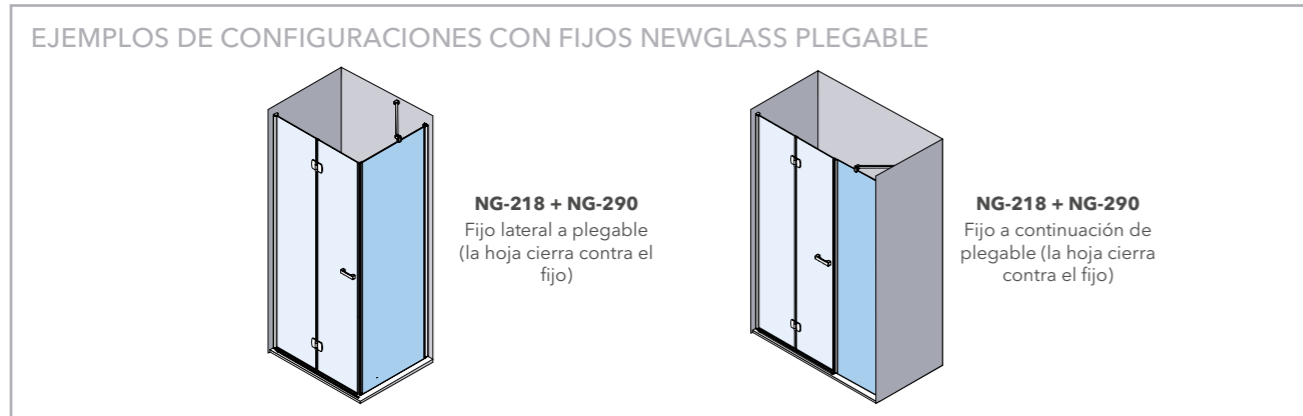 EJEMPLOS DE CONFIGURACIONES CON FIJOS NEWGLASS PLEGABLE
NG-218 + NG-290
Fijo lateral a plegable
(la hoja cierra contra el
fijo)
NG-218 + NG-290
Fijo a continuación de
plegable (la hoja cierra
contra el fijo)